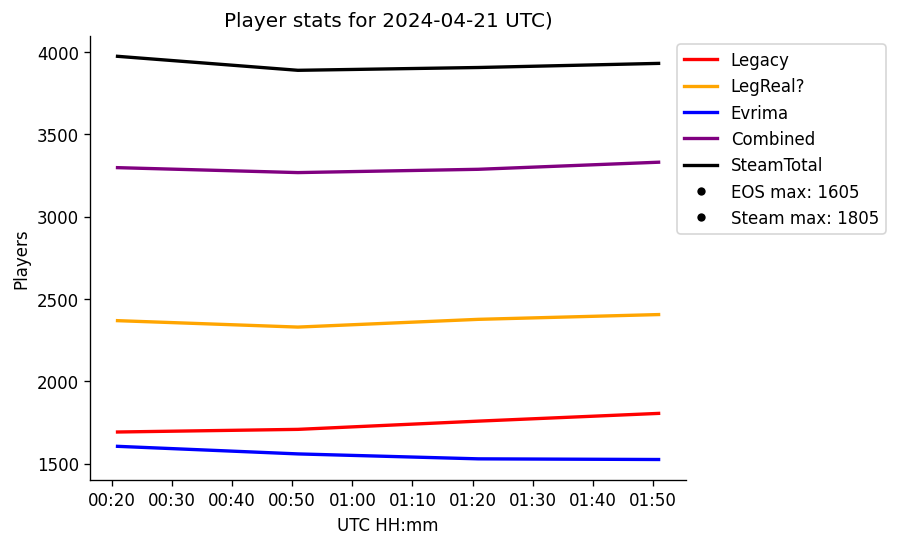 Player stats for 2024-04-21 UTC)
Legacy
LegReal?
Evrima
Combined
SteamTotal
EOS max: 1605
Steam max: 1805
Players
4000
3500
3000
2500
2000
1500
00:20 00:30 00:40 00:50 01:00 01:10 01:20 01:30 01:40 01:50
UTC HH:mm